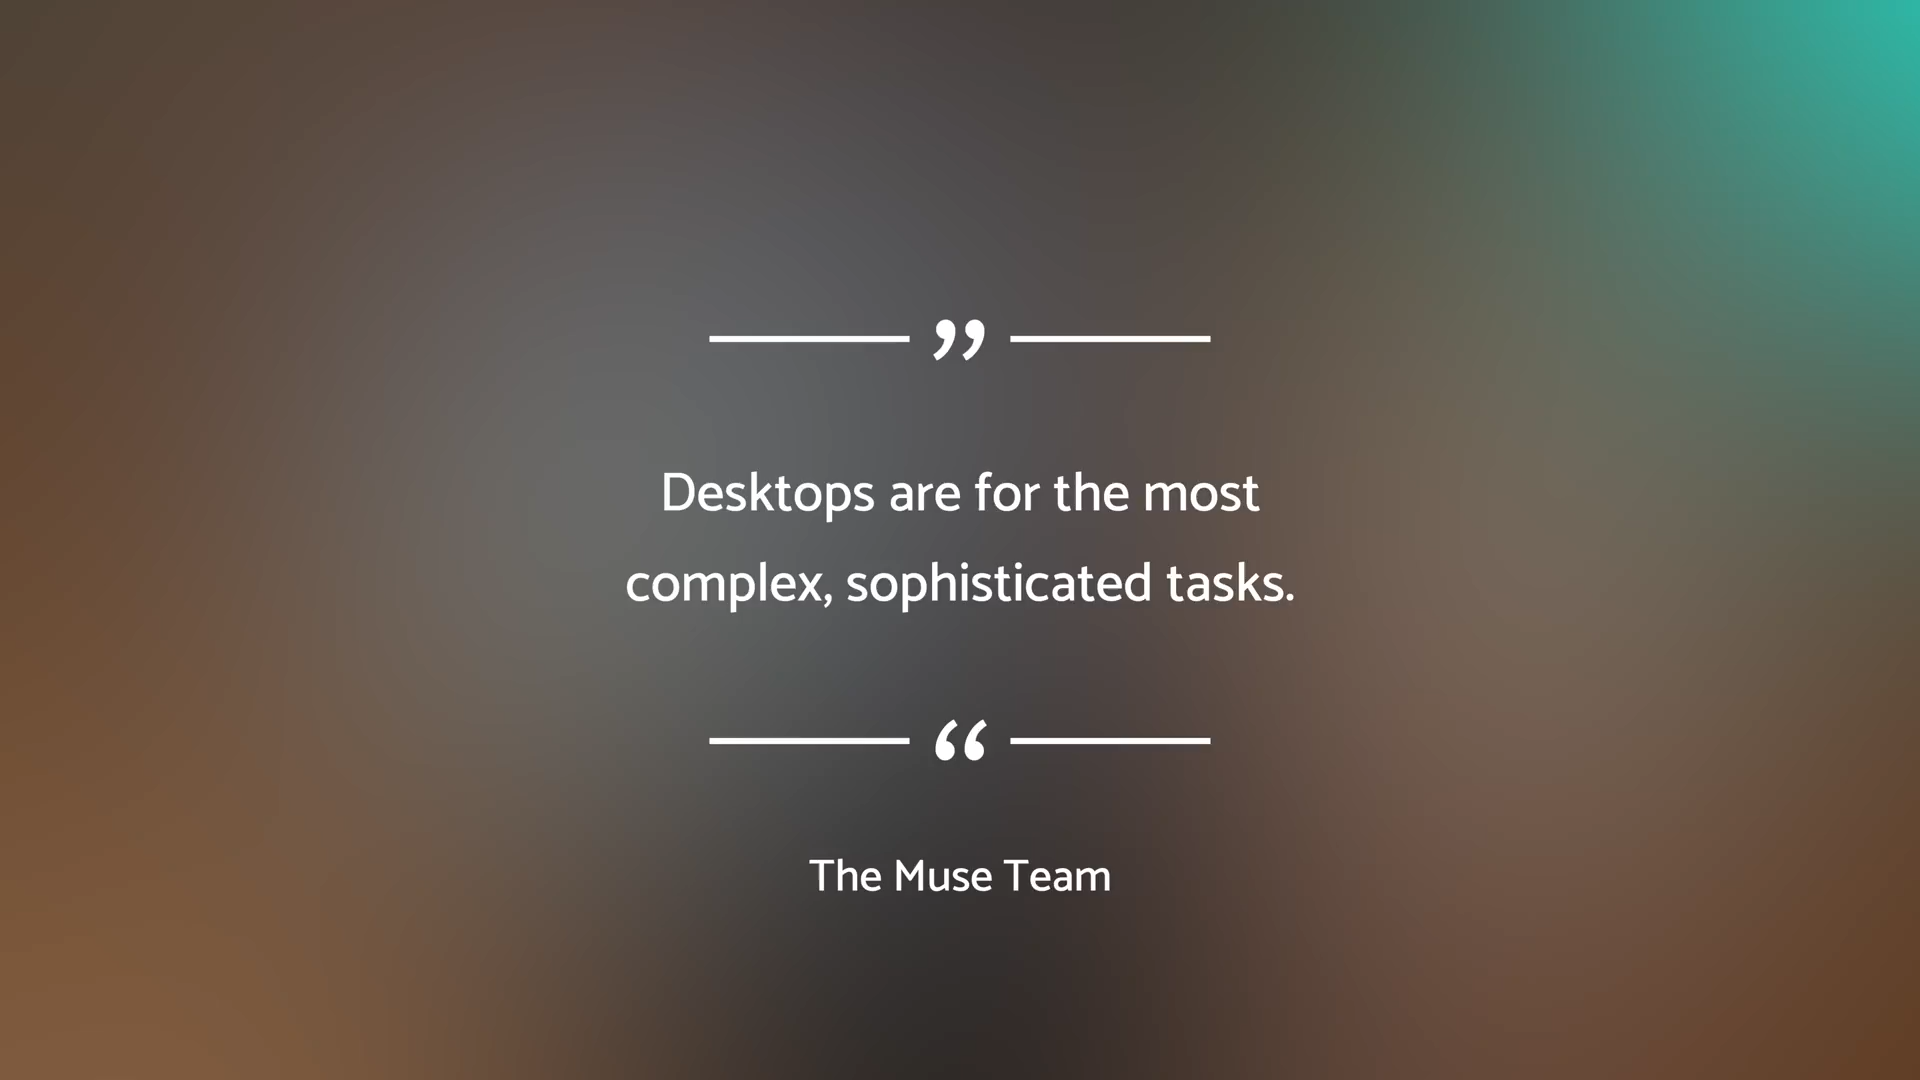 ”
Desktops are for the most
complex, sophisticated tasks.
“
The Muse Team